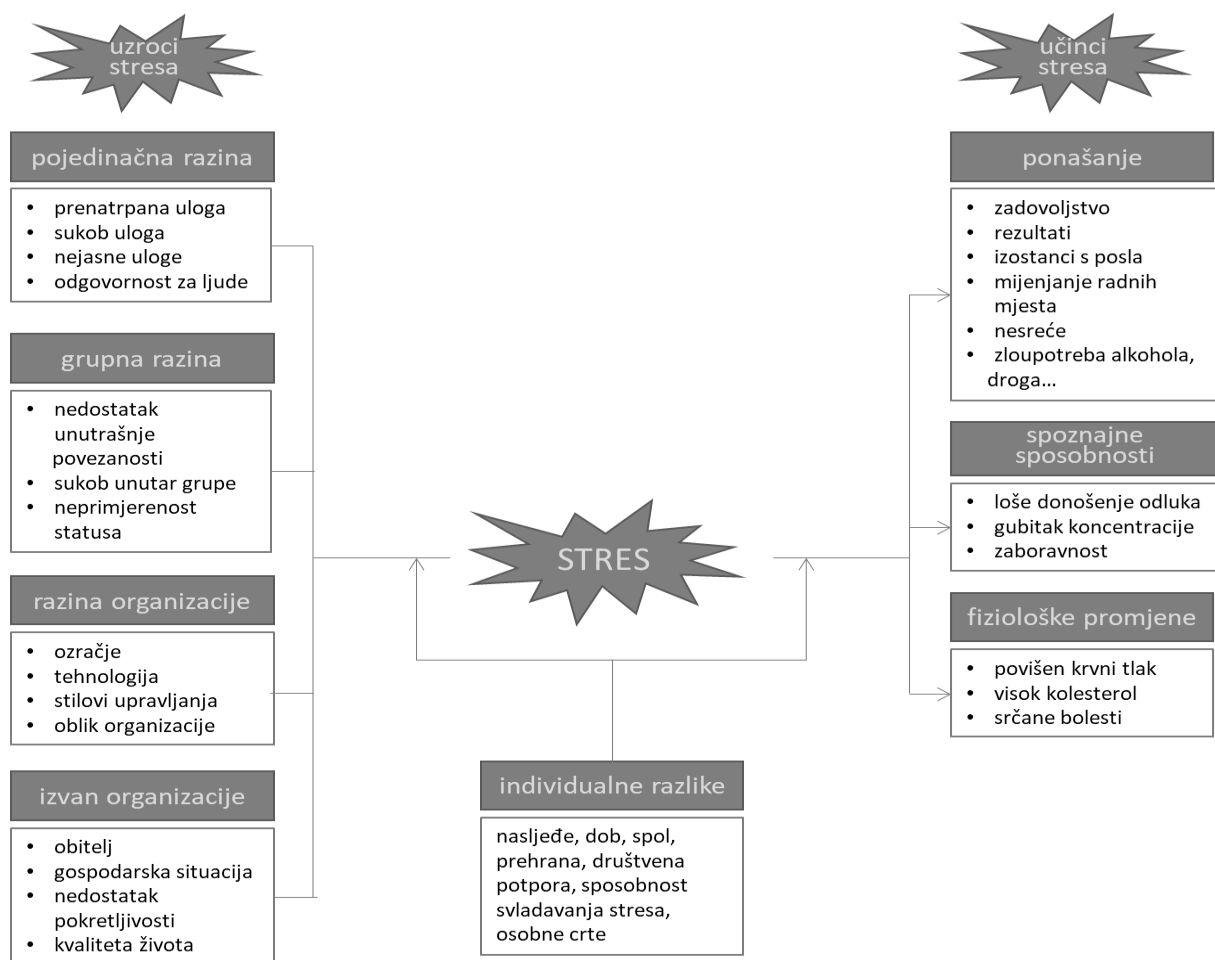 uzroci
stresa
pojedinačna razina
• prenatrpana uloga
• sukob uloga
• nejasne uloge
• odgovornost za ljude
grupna razina
• nedostatak
unutrašnje
povezanosti
• sukob unutar grupe
• neprimjerenost
statusa
razina organizacije
• ozračje
• tehnologija
• stilovi upravljanja
• oblik organizacije
izvan organizacije
• obitelj
• gospodarska situacija
• nedostatak
pokretljivosti
• kvaliteta života
STRES
individualne razlike
nasljeđe, dob, spol,
prehrana, društvena
potpora, sposobnost
svladavanja stresa,
osobne crte
učinci
stresa
ponašanje
• zadovoljstvo
• rezultati
• izostanci s posla
• mijenjanje radnih
mjesta
• nesreće
• zloupotreba alkohola,
droga...
spoznajne
sposobnosti
• loše donošenje odluka
• gubitak koncentracije
• zaboravnost
fiziološke promjene
• povišen krvni tlak
• visok kolesterol
• srčane bolesti